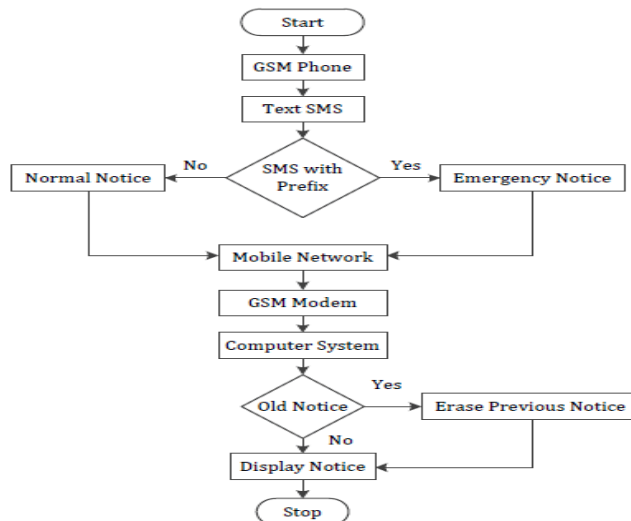 Start
GSM Phone
Text SMS
SMS with
Prefix
No
Yes
Normal Notice
Emergency Notice
Mobile Network
GSM Modem
Computer System
Old Notice
Yes
Erase Previous Notice
No
Display Notice
Stop